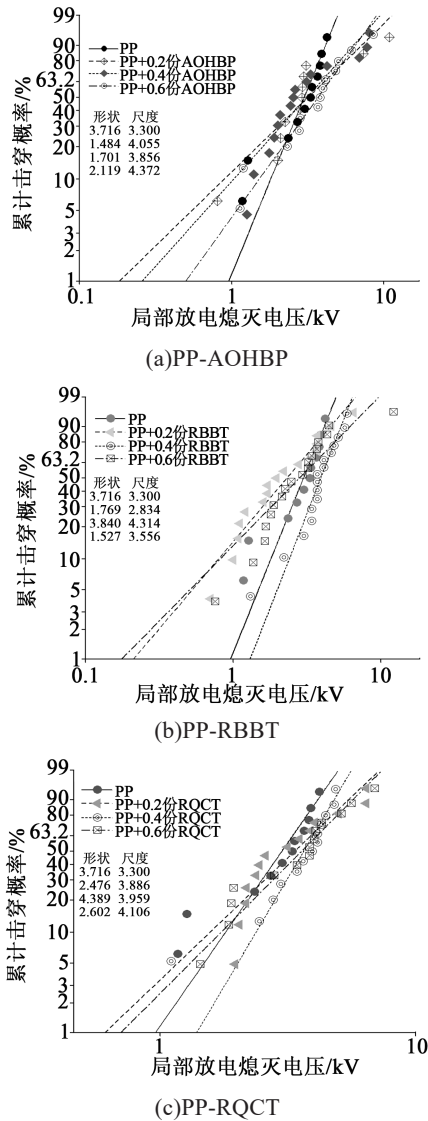 99
90
80
63.2
50
40
30
20
10
5
3
2
1
累计击穿概率/%
PP
PP+0.2份AOHBP
PP+0.4份AOHBP
PP+0.6份AOHBP
形状 尺度
3.716 3.300
1.484 4.055
1.701 3.856
2.119 4.372
0.1 1 10
局部放电熄灭电压/kV
(a)PP-AOHBP
99
90
80
63.2
50
40
30
20
10
5
3
2
1
累计击穿概率/%
PP
PP+0.2份RBBT
PP+0.4份RBBT
PP+0.6份RBBT
形状 尺度
3.716 3.300
1.769 2.834
3.840 4.314
1.527 3.556
0.1 1 10
局部放电熄灭电压/kV
(b)PP-RBBT
99
90
80
63.2
50
40
30
20
10
5
3
2
1
累计击穿概率/%
PP
PP+0.2份RQCT
PP+0.4份RQCT
PP+0.6份RQCT
形状 尺度
3.716 3.300
2.476 3.886
4.389 3.959
2.602 4.106
1 10
局部放电熄灭电压/kV
(c)PP-RQCT